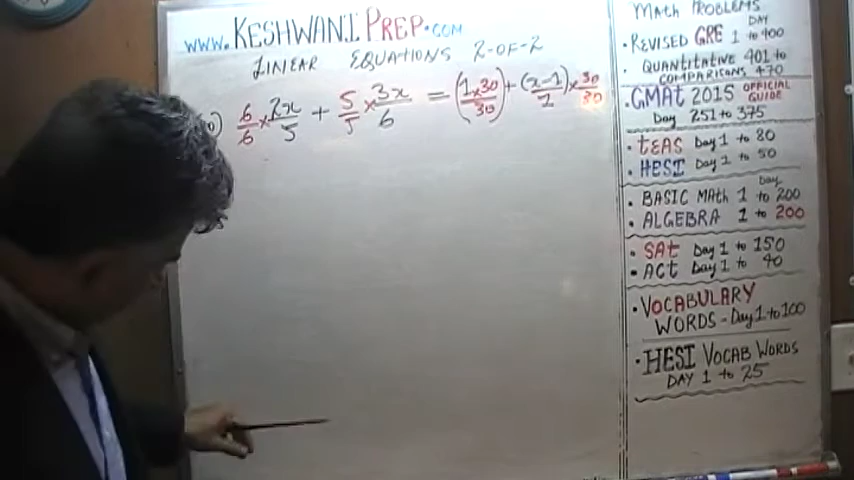 www.KESHWANI PREP.com
LINEAR EQUATIONS 2-OF-2
0) 6/6 × 2x/5 + 5/5 × 3x/6 = (1×30/30) + (x-1)/1 × 30/30
MATH PROBLEMS
DAY
• REVISED GRE 1 to 400
• QUANTITATIVE 401 to
COMPARISONS 470
• GMAT 2015 OFFICIAL GUIDE
Day 251 to 375
• TEAS Day 1 to 80
• HESI Day 1 to 50
Day
• BASIC MATH 1 to 200
• ALGEBRA 1 to 200
• SAT Day 1 to 150
• ACT Day 1 to 40
• VOCABULARY
WORDS - Day 1 to 100
• HESI VOCAB WORDS
DAY 1 to 25